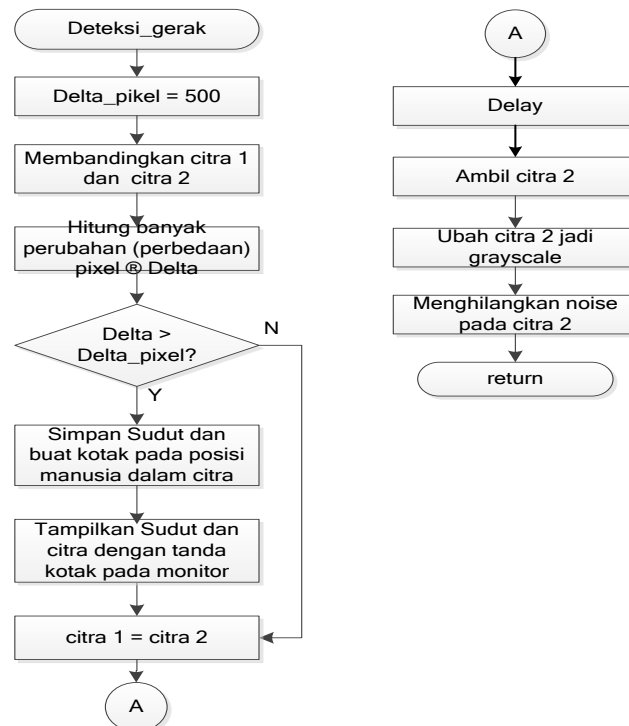 Deteksi_gerak
Delta_pikel = 500
Membandingkan citra 1
dan citra 2
Hitung banyak
perubahan (perbedaan)
pixel ® Delta
Delta >
Delta_pixel?
N
Y
Simpan Sudut dan
buat kotak pada posisi
manusia dalam citra
Tampilkan Sudut dan
citra dengan tanda
kotak pada monitor
citra 1 = citra 2
A
A
Delay
Ambil citra 2
Ubah citra 2 jadi
grayscale
Menghilangkan noise
pada citra 2
return